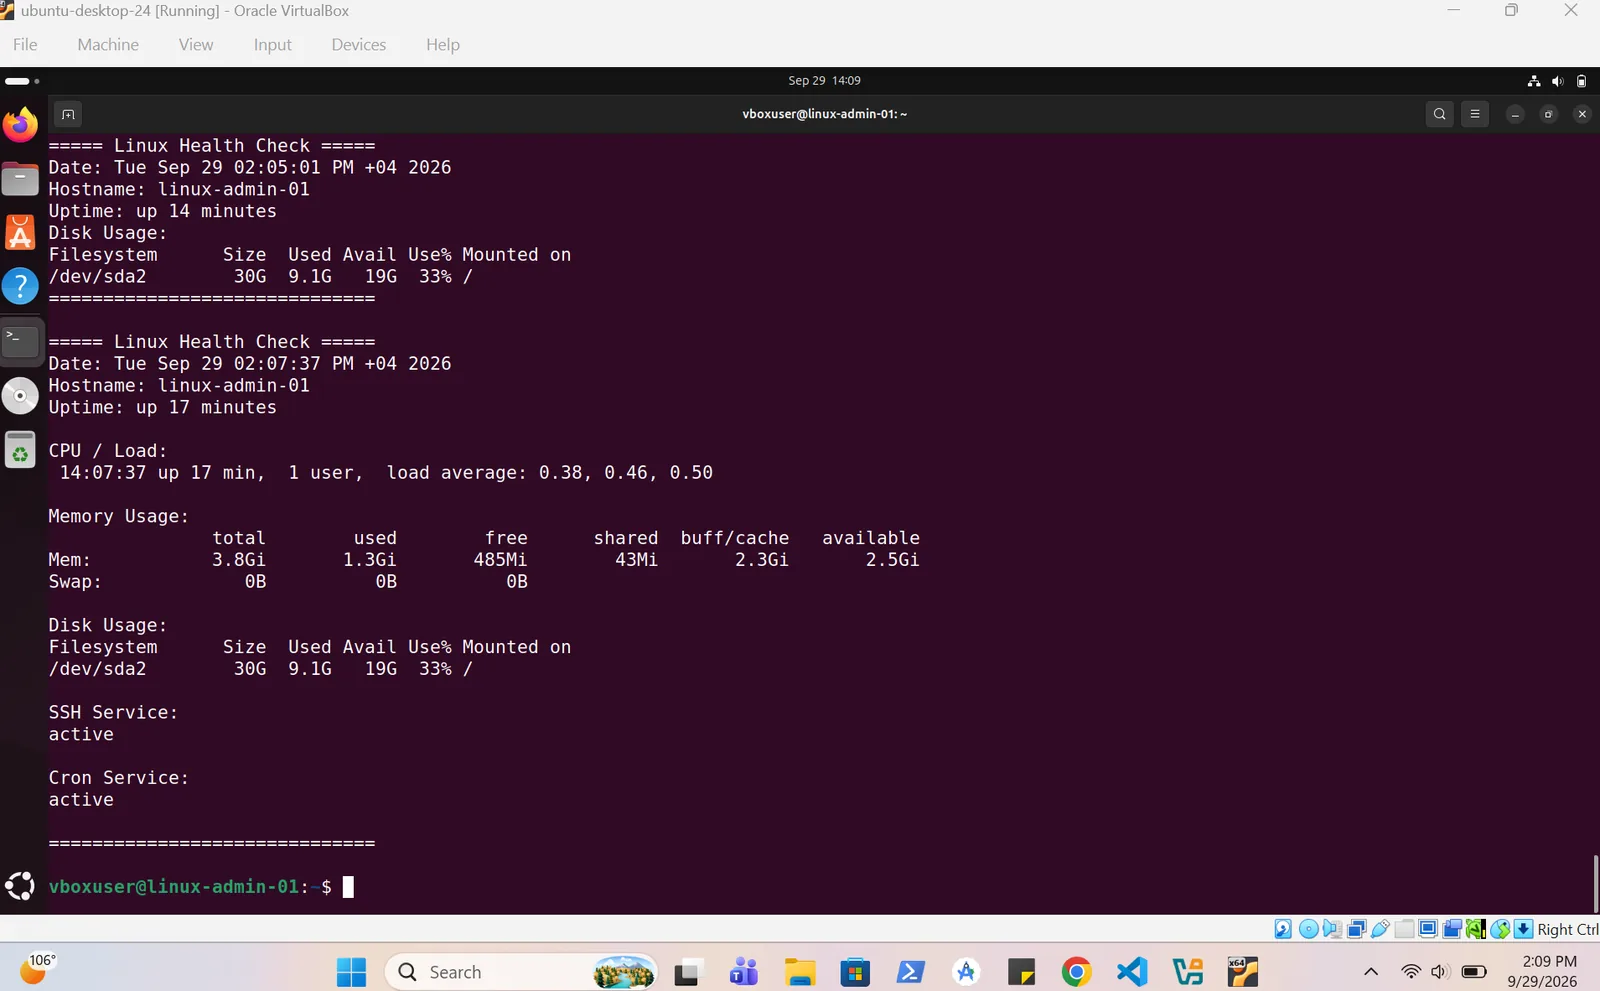 ubuntu-desktop-24 [Running] - Oracle VirtualBox
File Machine View Input Devices Help
Sep 29 14:09
vboxuser@linux-admin-01: ~
===== Linux Health Check =====
Date: Tue Sep 29 02:05:01 PM +04 2026
Hostname: linux-admin-01
Uptime: up 14 minutes
Disk Usage:
Filesystem      Size  Used Avail Use% Mounted on
/dev/sda2        30G  9.1G   19G  33% /
==============================

===== Linux Health Check =====
Date: Tue Sep 29 02:07:37 PM +04 2026
Hostname: linux-admin-01
Uptime: up 17 minutes

CPU / Load:
 14:07:37 up 17 min,  1 user,  load average: 0.38, 0.46, 0.50

Memory Usage:
               total        used        free      shared  buff/cache   available
Mem:           3.8Gi       1.3Gi       485Mi        43Mi       2.3Gi       2.5Gi
Swap:             0B          0B          0B

Disk Usage:
Filesystem      Size  Used Avail Use% Mounted on
/dev/sda2        30G  9.1G   19G  33% /

SSH Service:
active

Cron Service:
active

==============================

vboxuser@linux-admin-01:~$
Right Ctrl
106°
Search
x64
2:09 PM
9/29/2026